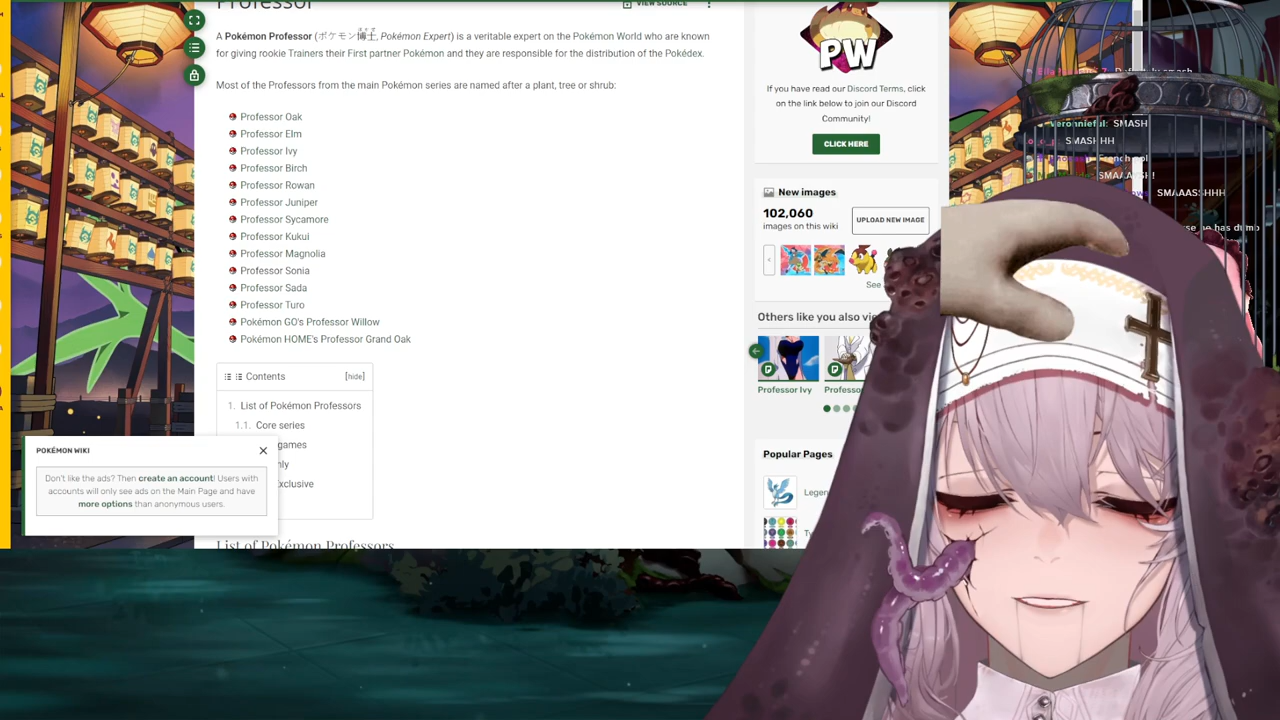 Professor
VIEW SOURCE
A Pokémon Professor (ポケモン博士, Pokémon Expert) is a veritable expert on the Pokémon World who are known
for giving rookie Trainers their First partner Pokémon and they are responsible for the distribution of the Pokédex.
Most of the Professors from the main Pokémon series are named after a plant, tree or shrub:
Professor Oak
Professor Elm
Professor Ivy
Professor Birch
Professor Rowan
Professor Juniper
Professor Sycamore
Professor Kukui
Professor Magnolia
Professor Sonia
Professor Sada
Professor Turo
Pokémon GO's Professor Willow
Pokémon HOME's Professor Grand Oak
Contents [hide]
1. List of Pokémon Professors
1.1. Core series
games
List of Pokémon Professors
POKÉMON WIKI
Don't like the ads? Then create an account! Users with
accounts will only see ads on the Main Page and have
more options than anonymous users.
PW
If you have read our Discord Terms, click
on the link below to join our Discord
Community!
CLICK HERE
New images
102,060
images on this wiki
UPLOAD NEW IMAGE
See
Others like you also
Professor Ivy
Popular Pages
smash
SMASH
SMASHHH
SMAAASSHHH
he has